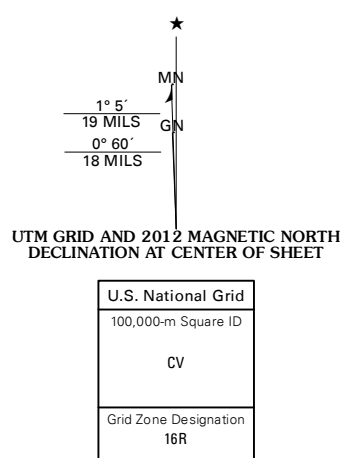 ★
MN
1° 5´
19 MILS
GN
0° 60´
18 MILS
UTM GRID AND 2012 MAGNETIC NORTH
DECLINATION AT CENTER OF SHEET
U.S. National Grid
100,000-m Square ID
CV
Grid Zone Designation
16R